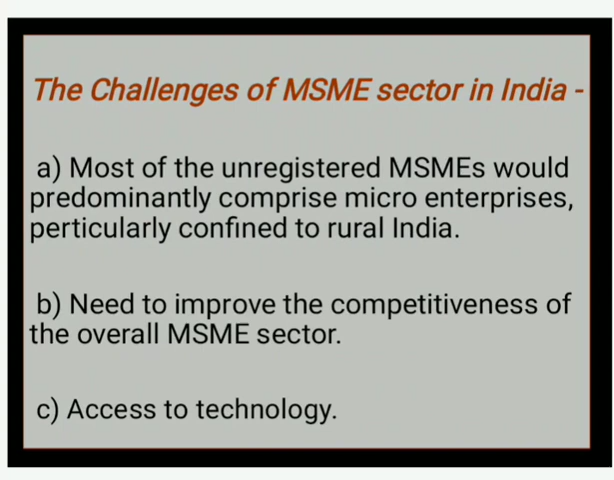 The Challenges of MSME sector in India -
a) Most of the unregistered MSMEs would
predominantly comprise micro enterprises,
perticularly confined to rural India.
b) Need to improve the competitiveness of
the overall MSME sector.
c) Access to technology.